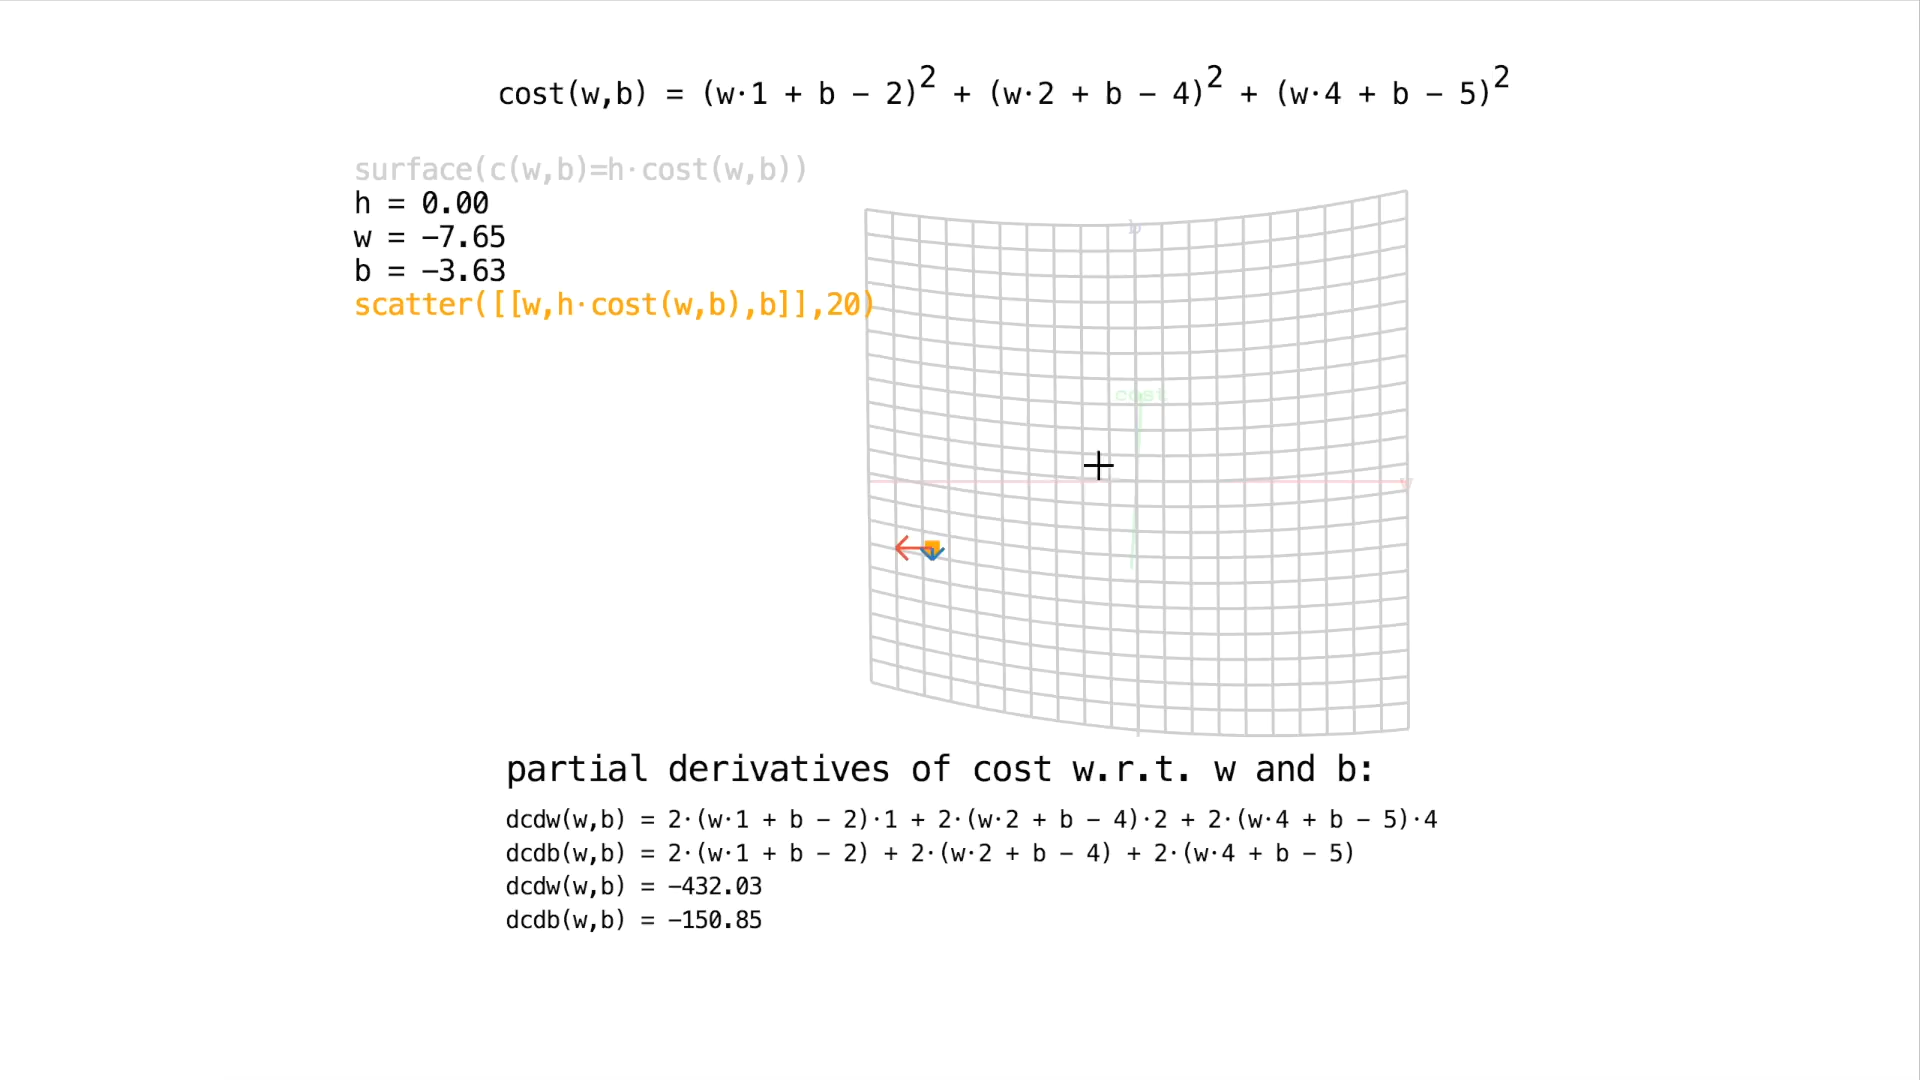 cost(w,b) = (w·1 + b − 2)² + (w·2 + b − 4)² + (w·4 + b − 5)²
surface(c(w,b)=h·cost(w,b))
h = 0.00
w = −7.65
b = −3.63
scatter([[w,h·cost(w,b),b]],20)
b
cost
w
partial derivatives of cost w.r.t. w and b:
dcdw(w,b) = 2·(w·1 + b − 2)·1 + 2·(w·2 + b − 4)·2 + 2·(w·4 + b − 5)·4
dcdb(w,b) = 2·(w·1 + b − 2) + 2·(w·2 + b − 4) + 2·(w·4 + b − 5)
dcdw(w,b) = −432.03
dcdb(w,b) = −150.85